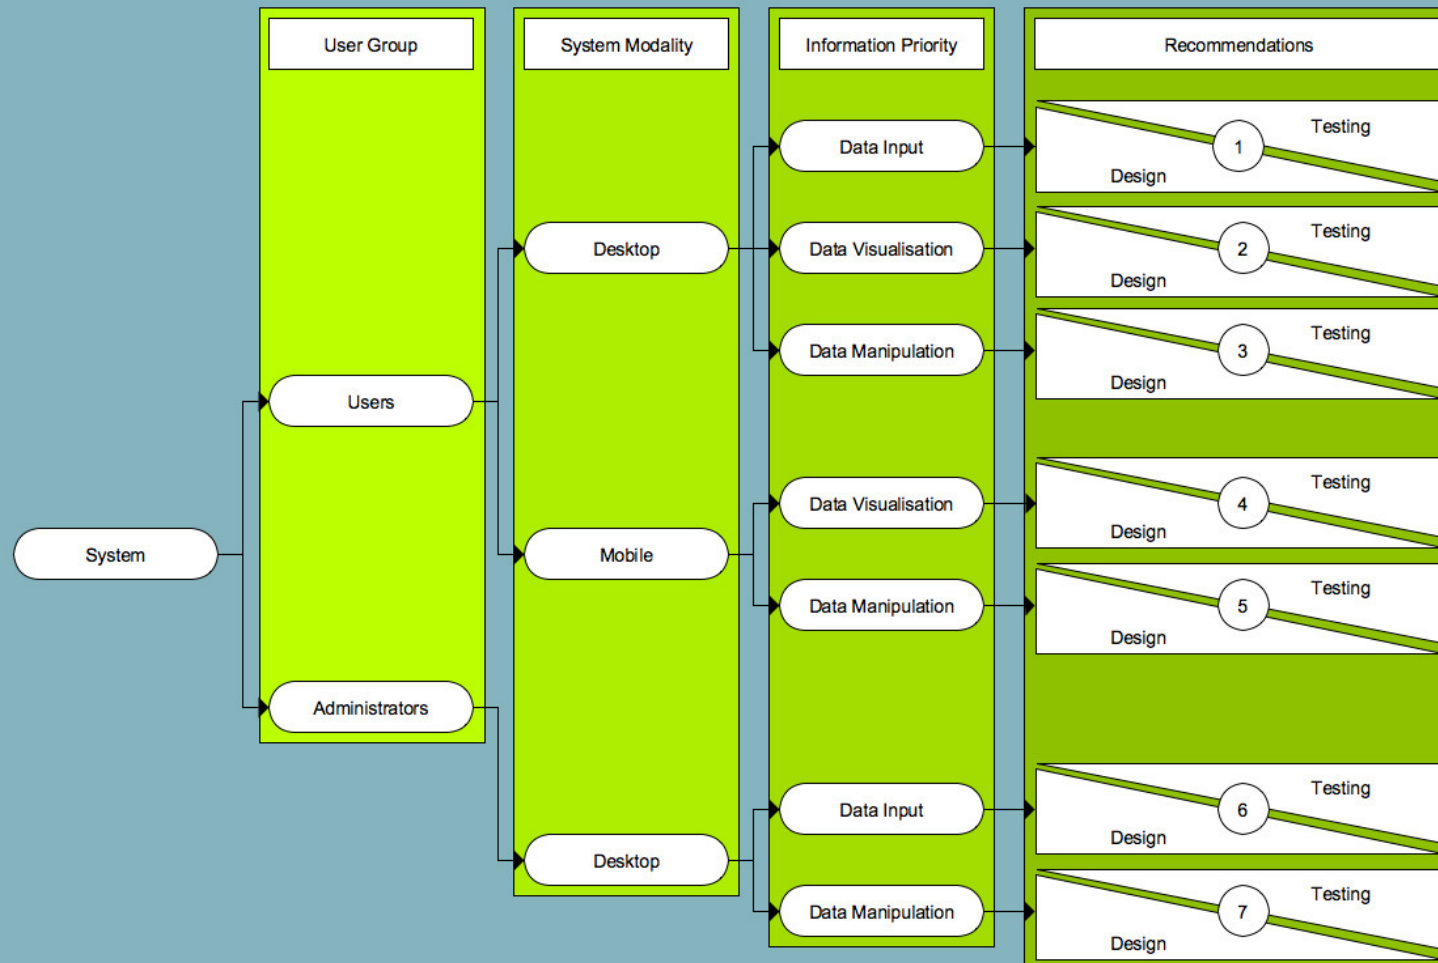 User Group
System Modality
Information Priority
Recommendations
Data Input
1
Testing
Design
Desktop
Data Visualisation
2
Testing
Design
Data Manipulation
3
Testing
Design
Users
Data Visualisation
4
Testing
Design
System
Mobile
Data Manipulation
5
Testing
Design
Administrators
Data Input
6
Testing
Design
Desktop
Data Manipulation
7
Testing
Design